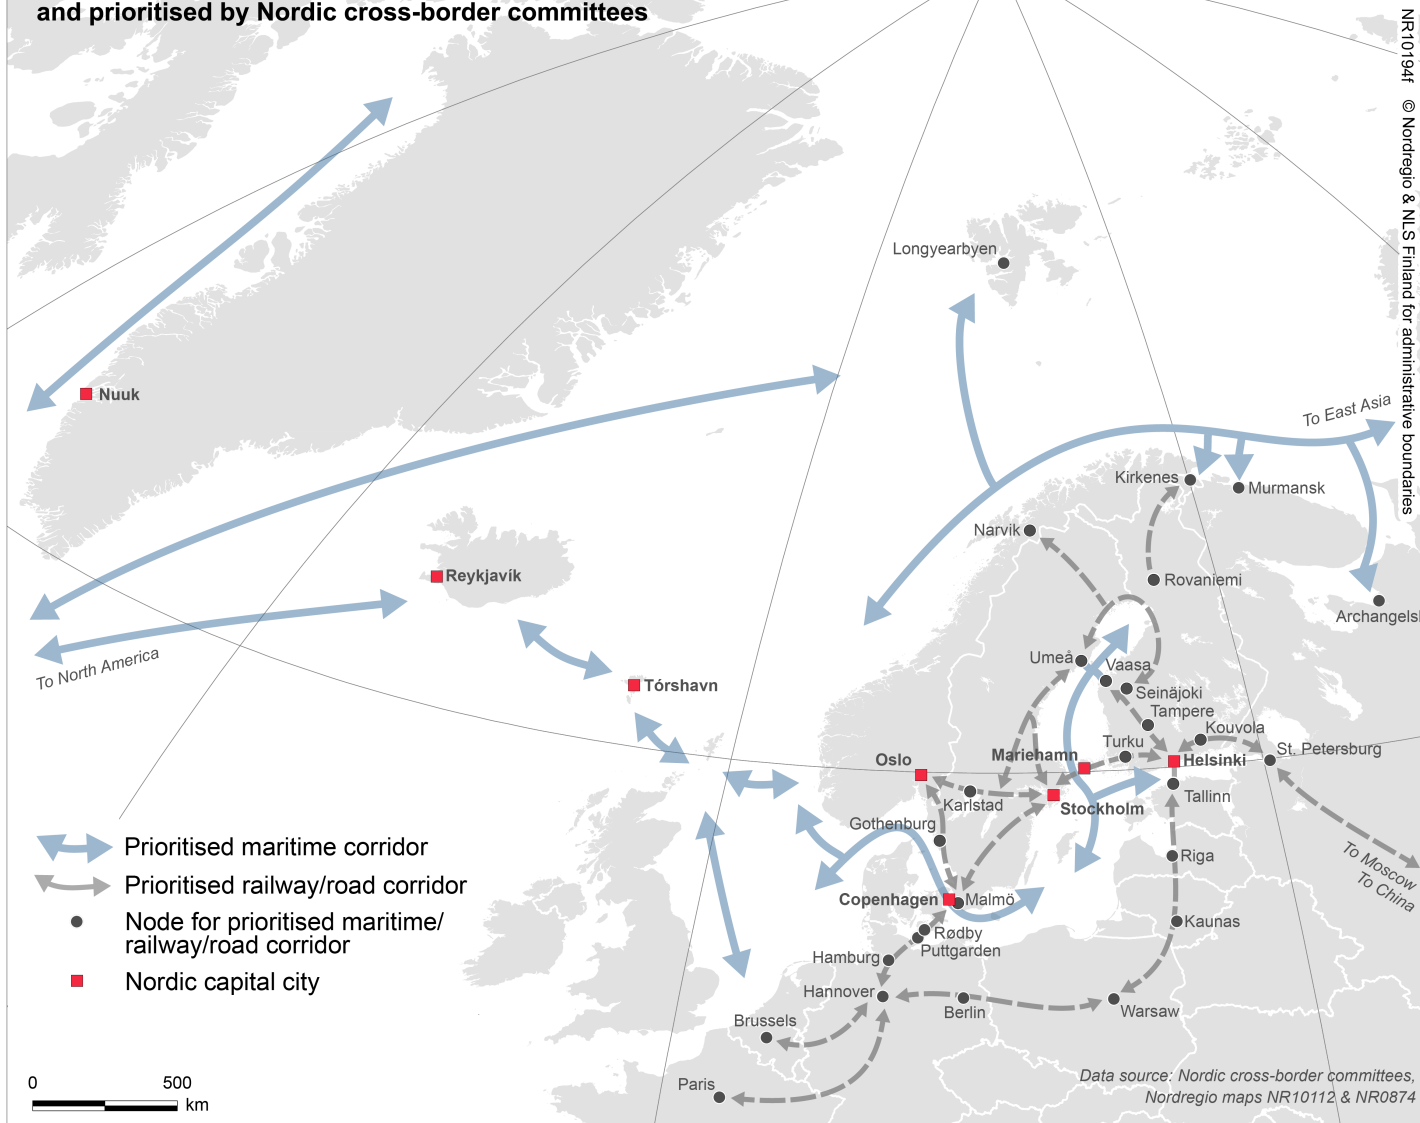 and prioritised by Nordic cross-border committees
NR10194f © Nordregio & NLS Finland for administrative boundaries
Longyearbyen
Nuuk
To East Asia
Kirkenes
Murmansk
Narvik
Reykjavík
Rovaniemi
Archangels
To North America
Umeå
Vaasa
Tórshavn
Seinäjoki
Tampere
Kouvola
Turku
St. Petersburg
Oslo
Mariehamn
Helsinki
Karlstad
Stockholm
Tallinn
Gothenburg
Riga
To Moscow
To China
Copenhagen
Malmö
Kaunas
Rødby
Puttgarden
Hamburg
Hannover
Berlin
Warsaw
Brussels
Paris
Prioritised maritime corridor
Prioritised railway/road corridor
Node for prioritised maritime/
railway/road corridor
Nordic capital city
0 500
km
Data source: Nordic cross-border committees,
Nordregio maps NR10112 & NR0874